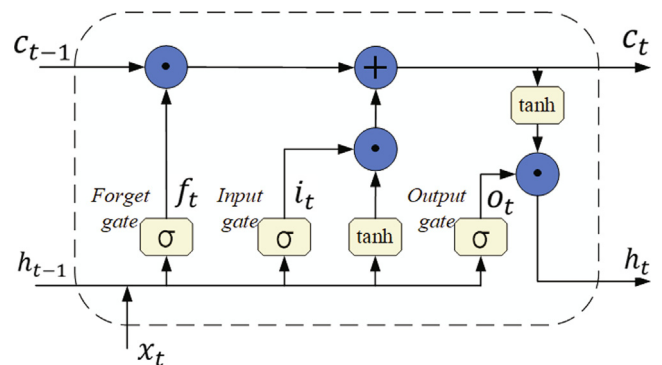 c_{t-1}
c_t
tanh
Forget
gate
f_t
Input
gate
i_t
Output
gate
o_t
σ
σ
tanh
σ
h_{t-1}
h_t
x_t